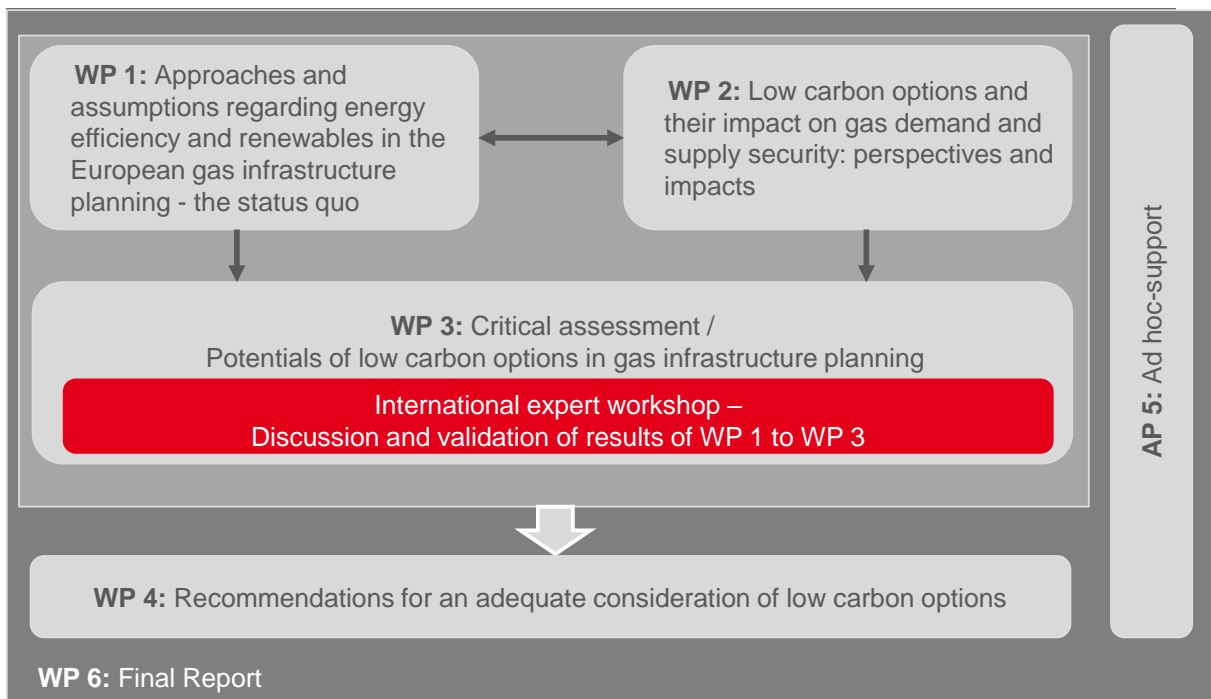 WP 1: Approaches and
assumptions regarding energy
efficiency and renewables in the
European gas infrastructure
planning - the status quo
WP 2: Low carbon options and
their impact on gas demand and
supply security: perspectives and
impacts
WP 3: Critical assessment /
Potentials of low carbon options in gas infrastructure planning
International expert workshop –
Discussion and validation of results of WP 1 to WP 3
WP 4: Recommendations for an adequate consideration of low carbon options
WP 6: Final Report
AP 5: Ad hoc-support